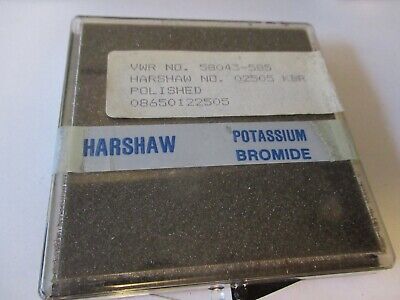 VWR NO. 58043-585
HARSHAW NO. 02505 KBR
POLISHED
08650122505
HARSHAW POTASSIUM
BROMIDE